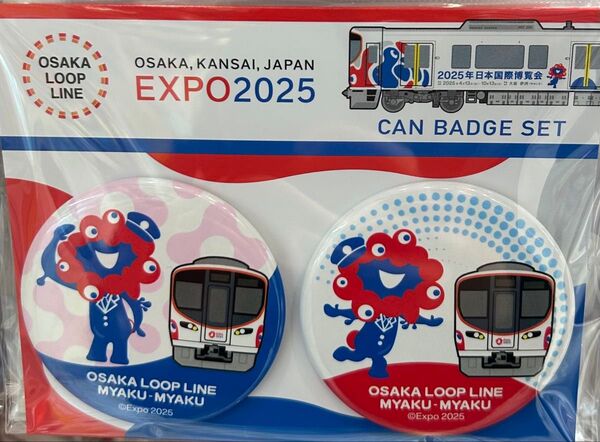 OSAKA
LOOP
LINE
OSAKA, KANSAI, JAPAN
EXPO2025
2025年日本国際博覧会
CAN BADGE SET
OSAKA LOOP LINE
MYAKU-MYAKU
©Expo 2025
OSAKA LOOP LINE
MYAKU-MYAKU
©Expo 2025